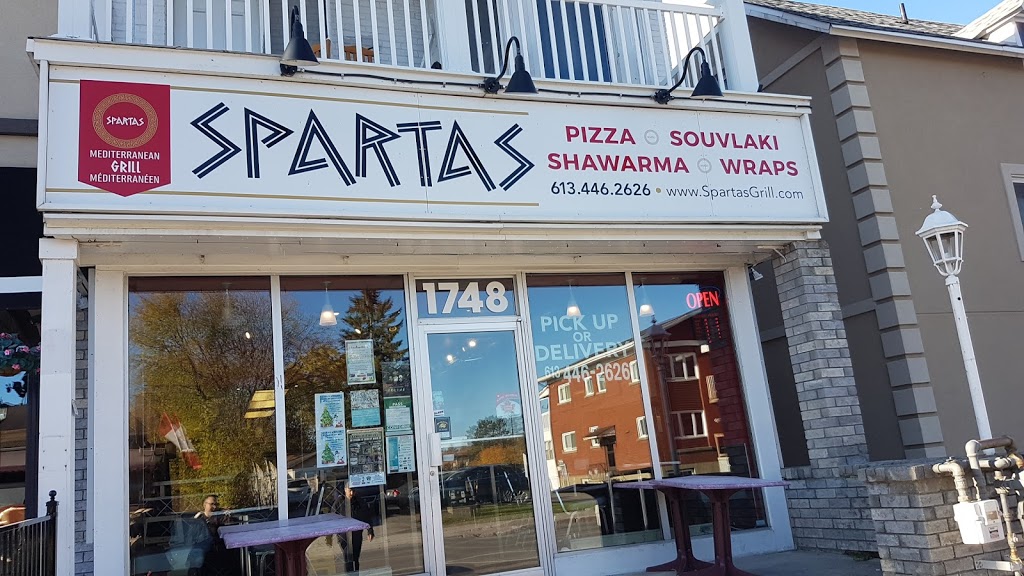 SPARTAS
MEDITERRANEAN
GRILL
MÉDITERRANÉEN
SPARTAS
PIZZA SOUVLAKI
SHAWARMA WRAPS
613.446.2626 • www.SpartasGrill.com
1748
OPEN
PICK UP
OR
DELIVERY
613 446-2626